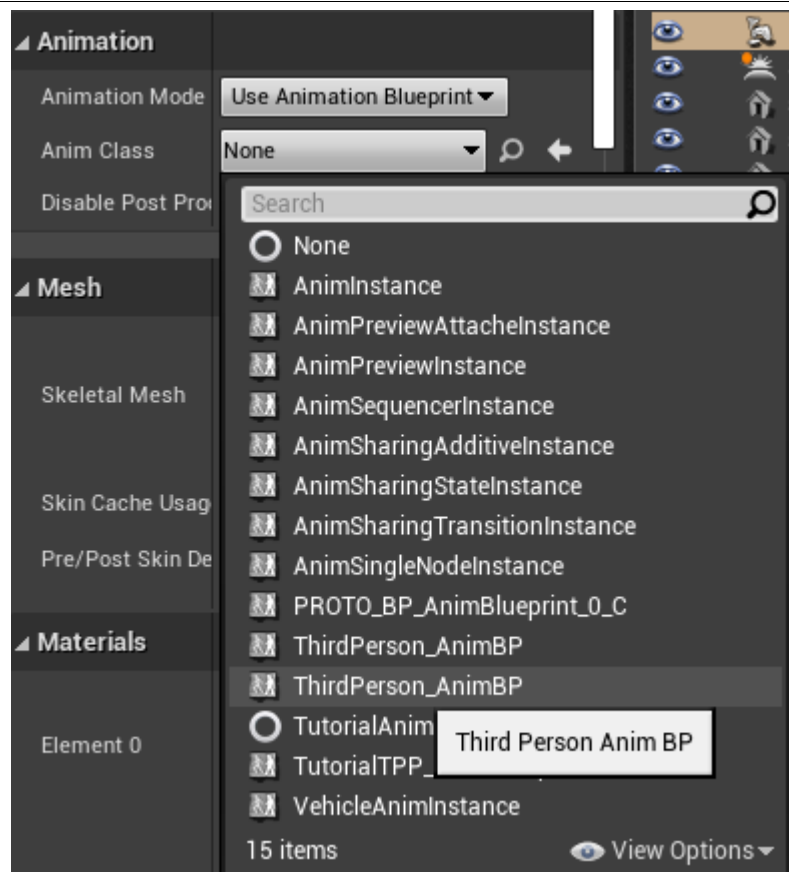 Animation
Animation Mode Use Animation Blueprint
Anim Class None
Disable Post Pro
Search
None
AnimInstance
AnimPreviewAttacheInstance
Mesh
AnimPreviewInstance
Skeletal Mesh
AnimSequencerInstance
AnimSharingAdditiveInstance
AnimSharingStateInstance
Skin Cache Usag
AnimSharingTransitionInstance
Pre/Post Skin De
AnimSingleNodeInstance
PROTO_BP_AnimBlueprint_0_C
Materials
ThirdPerson_AnimBP
ThirdPerson_AnimBP
Element 0
TutorialAnim
Third Person Anim BP
TutorialTPP_
VehicleAnimInstance
15 items View Options